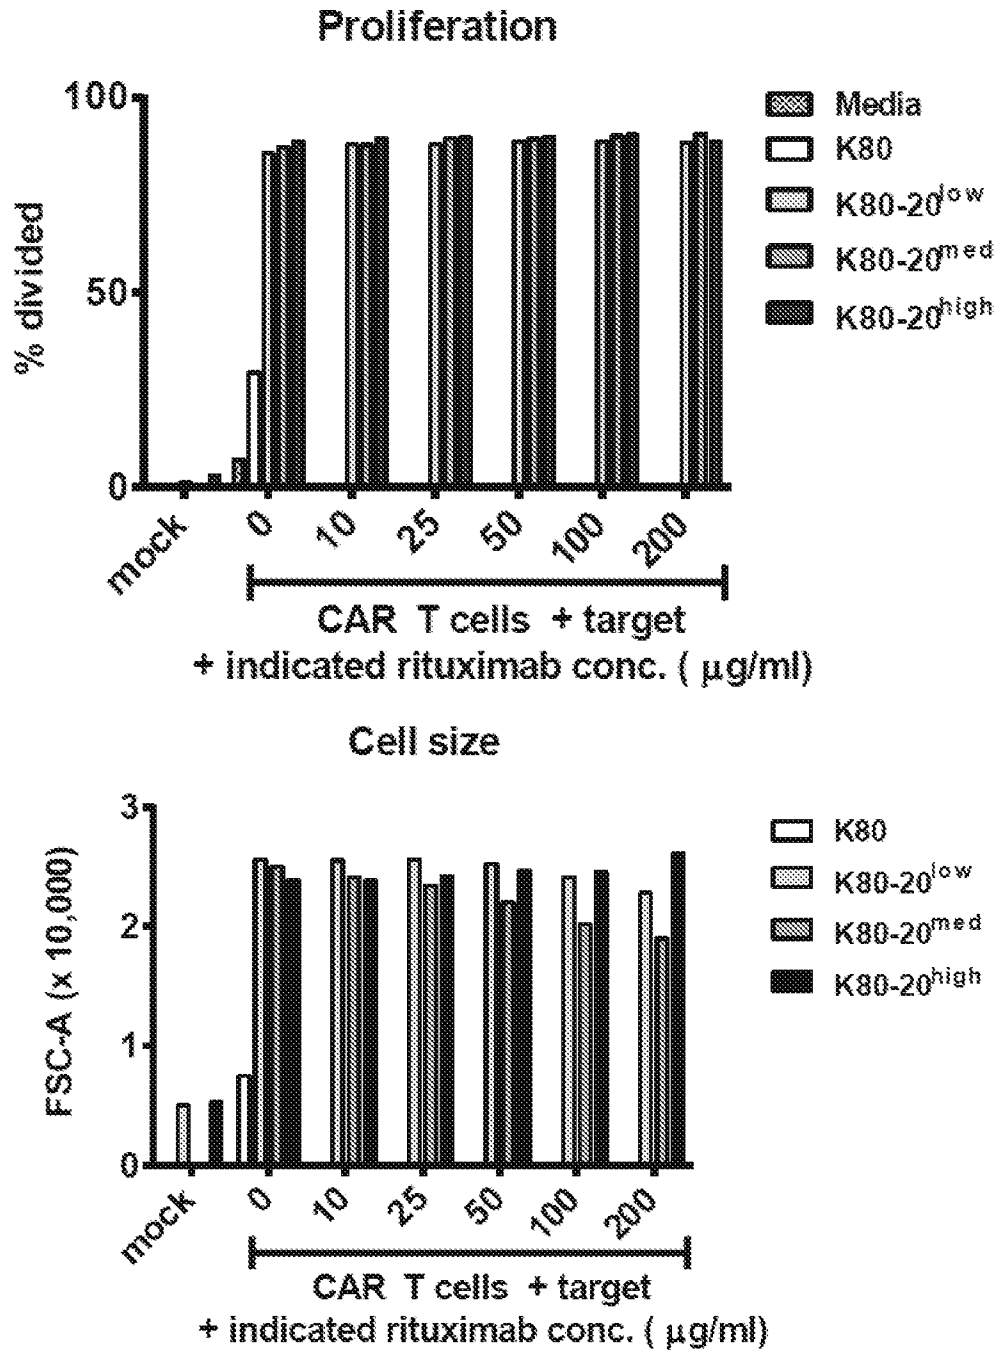 Proliferation
% divided
100
50
0
mock
0
10
25
50
100
200
CAR T cells + target
+ indicated rituximab conc. ( μg/ml)
Media
K80
K80-20low
K80-20med
K80-20high
Cell size
FSC-A (x 10,000)
3
2
1
0
mock
0
10
25
50
100
200
CAR T cells + target
+ indicated rituximab conc. ( μg/ml)
K80
K80-20low
K80-20med
K80-20high